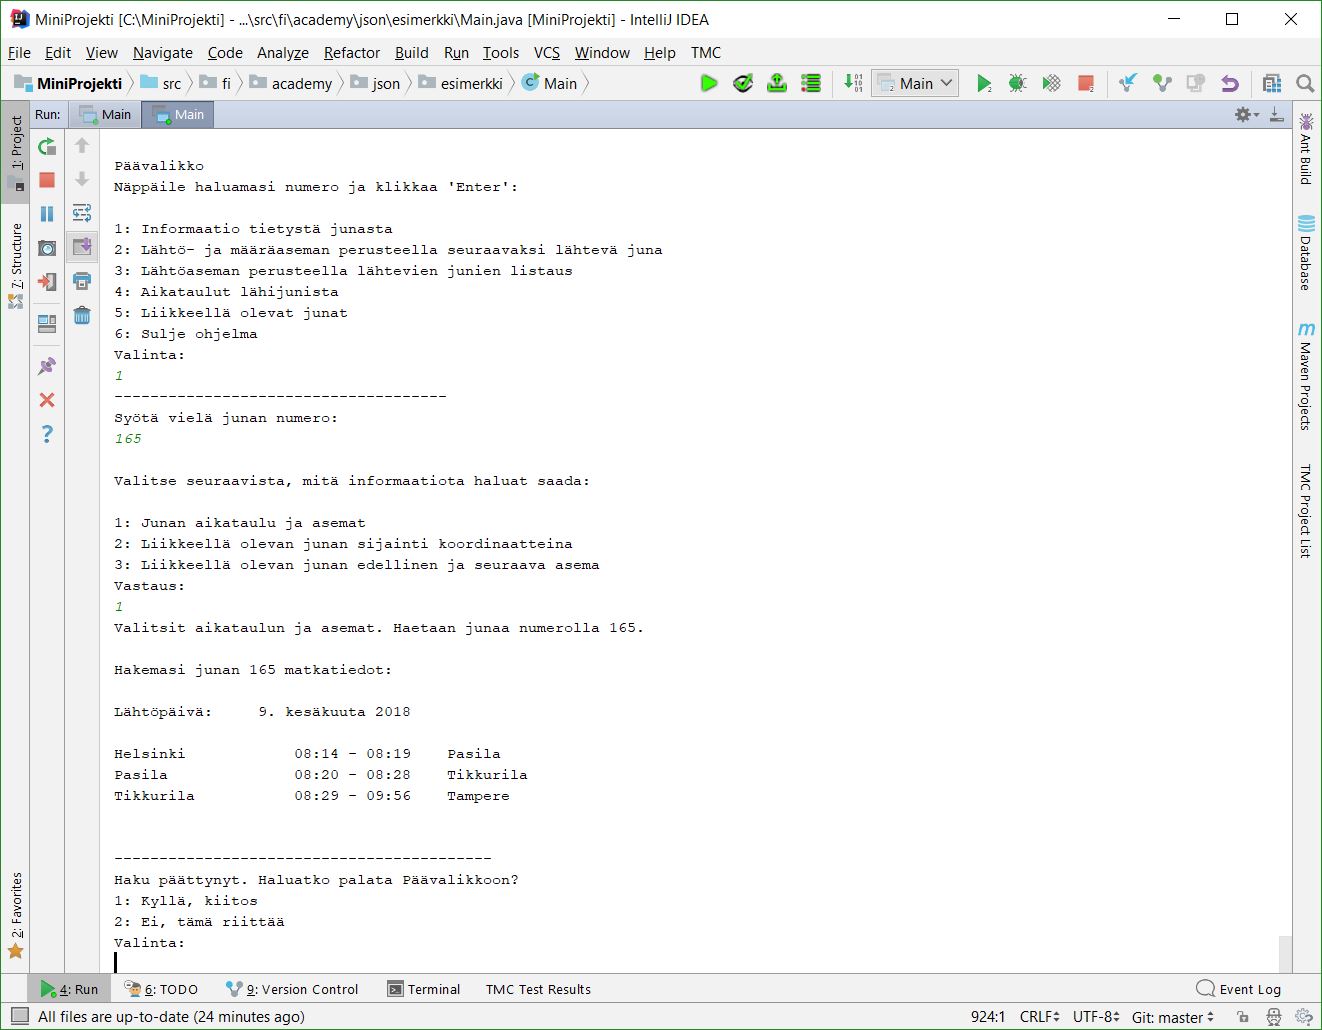 MiniProjekti [C:\MiniProjekti] - ...\src\fi\academy\json\esimerkki\Main.java [MiniProjekti] - IntelliJ IDEA
File Edit View Navigate Code Analyze Refactor Build Run Tools VCS Window Help TMC
MiniProjekti src fi academy json esimerkki Main Main
Run: Main Main
1: Project
7: Structure
2: Favorites
Ant Build
Database
Maven Projects
TMC Project List
Päävalikko
Näppäile haluamasi numero ja klikkaa 'Enter':
1: Informaatio tietystä junasta
2: Lähtö- ja määräaseman perusteella seuraavaksi lähtevä juna
3: Lähtöaseman perusteella lähtevien junien listaus
4: Aikataulut lähijunista
5: Liikkeellä olevat junat
6: Sulje ohjelma
Valinta:
1
-------------------------------------
Syötä vielä junan numero:
165
Valitse seuraavista, mitä informaatiota haluat saada:
1: Junan aikataulu ja asemat
2: Liikkeellä olevan junan sijainti koordinaatteina
3: Liikkeellä olevan junan edellinen ja seuraava asema
Vastaus:
1
Valitsit aikataulun ja asemat. Haetaan junaa numerolla 165.
Hakemasi junan 165 matkatiedot:
Lähtöpäivä: 9. kesäkuuta 2018
Helsinki 08:14 - 08:19 Pasila
Pasila 08:20 - 08:28 Tikkurila
Tikkurila 08:29 - 09:56 Tampere
------------------------------------------
Haku päättynyt. Haluatko palata Päävalikkoon?
1: Kyllä, kiitos
2: Ei, tämä riittää
Valinta:
4: Run 6: TODO 9: Version Control Terminal TMC Test Results Event Log
All files are up-to-date (24 minutes ago) 924:1 CRLF UTF-8 Git: master